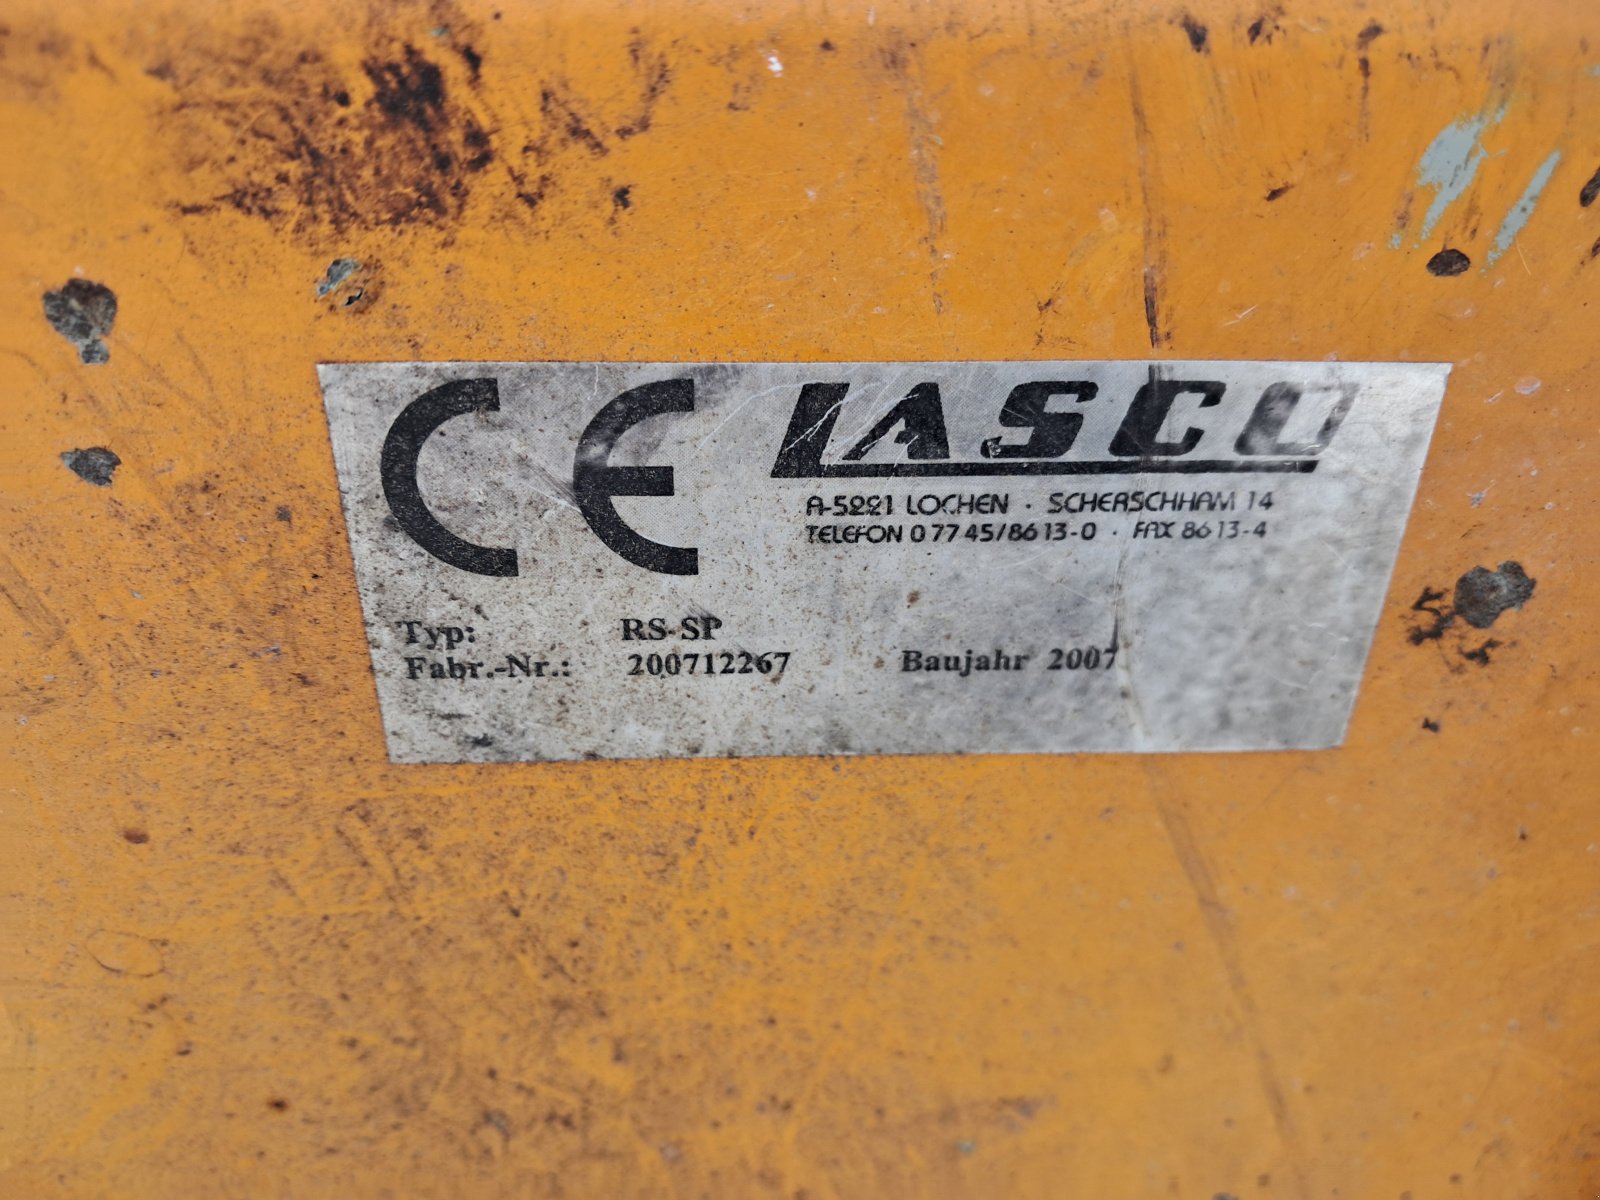 CE LASCO
A-5221 LOCHEN · SCHERSCHHAM 14
TELEFON 0 77 45/86 13-0 · FAX 86 13-4
Typ: RS-SP
Fabr.-Nr.: 200712267 Baujahr 2007